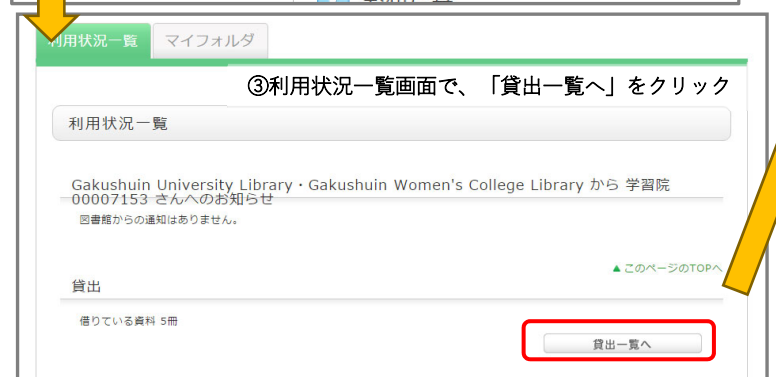 利用状況一覧 マイフォルダ
③利用状況一覧画面で、「貸出一覧へ」をクリック
利用状況一覧
Gakushuin University Library・Gakushuin Women's College Library から 学習院
00007153 さんへのお知らせ
図書館からの通知はありません。
▲このページのTOPへ
貸出
借りている資料 5冊
貸出一覧へ